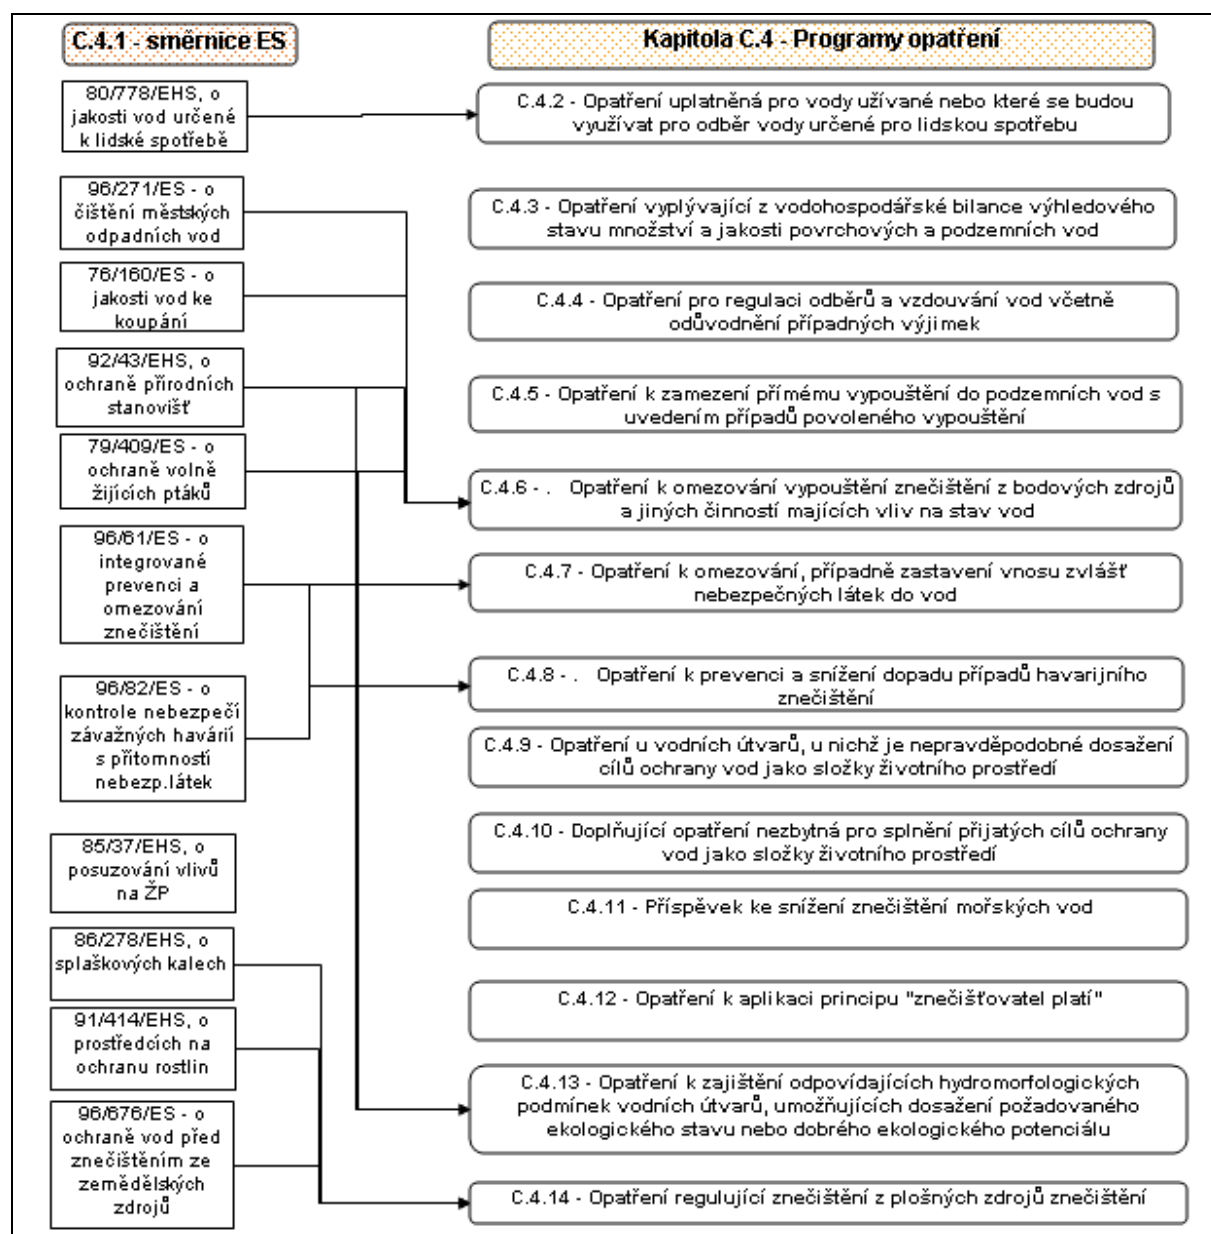 C.4.1 - směrnice ES
80/778/EHS, o
jakosti vod určené
k lidské spotřebě
96/271/ES - o
čištění městských
odpadních vod
76/160/ES - o
jakosti vod ke
koupání
92/43/EHS, o
ochraně přírodních
stanovišť
79/409/ES - o
ochraně volně
žijících ptáků
96/61/ES - o
integrované
prevenci a
omezování
znečištění
96/82/ES - o
kontrole nebezpečí
závažných havárií
s přítomností
nebezp.látek
85/37/EHS, o
posuzování vlivů
na ŽP
86/278/EHS, o
splaškových kalech
91/414/EHS, o
prostředcích na
ochranu rostlin
96/676/ES - o
ochraně vod před
znečištěním ze
zemědělských
zdrojů
Kapitola C.4 - Programy opatření
C.4.2 - Opatření uplatněná pro vody užívané nebo které se budou
využívat pro odběr vody určené pro lidskou spotřebu
C.4.3 - Opatření vyplývající z vodohospodářské bilance výhledového
stavu množství a jakosti povrchových a podzemních vod
C.4.4 - Opatření pro regulaci odběrů a vzdouvání vod včetně
odůvodnění případných výjimek
C.4.5 - Opatření k zamezení přímému vypouštění do podzemních vod s
uvedením případů povoleného vypouštění
C.4.6 - . Opatření k omezování vypouštění znečištění z bodových zdrojů
a jiných činností majících vliv na stav vod
C.4.7 - Opatření k omezování, případně zastavení vnosu zvlášť
nebezpečných látek do vod
C.4.8 - . Opatření k prevenci a snížení dopadu případů havarijního
znečištění
C.4.9 - Opatření u vodních útvarů, u nichž je nepravděpodobné dosažení
cílů ochrany vod jako složky životního prostředí
C.4.10 - Doplňující opatření nezbytná pro splnění přijatých cílů ochrany
vod jako složky životního prostředí
C.4.11 - Příspěvek ke snížení znečištění mořských vod
C.4.12 - Opatření k aplikaci principu "znečišťovatel platí"
C.4.13 - Opatření k zajištění odpovídajících hydromorfologických
podmínek vodních útvarů, umožňujících dosažení požadovaného
ekologického stavu nebo dobrého ekologického potenciálu
C.4.14 - Opatření regulující znečištění z plošných zdrojů znečištění